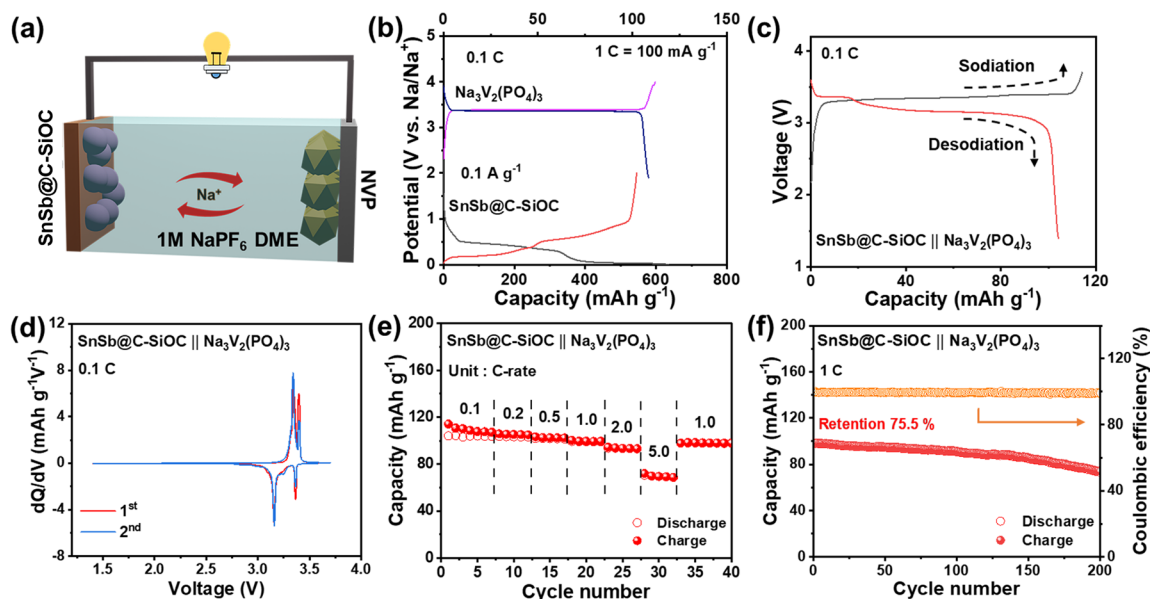 (a)
SnSb@C-SiOC
Na⁺
1M NaPF₆ DME
NVP
(b)
0 50 100 150
0.1 C
1 C = 100 mA g⁻¹
Na₃V₂(PO₄)₃
0.1 A g⁻¹
SnSb@C-SiOC
Potential (V vs. Na/Na⁺)
5
4
3
2
1
0
0 200 400 600 800
Capacity (mAh g⁻¹)
(c)
0.1 C
Sodiation
Desodiation
SnSb@C-SiOC || Na₃V₂(PO₄)₃
Voltage (V)
4
3
2
1
0 40 80 120
Capacity (mAh g⁻¹)
(d)
SnSb@C-SiOC || Na₃V₂(PO₄)₃
0.1 C
1ˢᵗ
2ⁿᵈ
dQ/dV (mAh g⁻¹V⁻¹)
12
8
4
0
-4
-8
1.5 2.0 2.5 3.0 3.5 4.0
Voltage (V)
(e)
SnSb@C-SiOC || Na₃V₂(PO₄)₃
Unit : C-rate
0.1 0.2 0.5 1.0 2.0 5.0 1.0
Discharge
Charge
Capacity (mAh g⁻¹)
200
160
120
80
40
0
0 5 10 15 20 25 30 35 40
Cycle number
(f)
SnSb@C-SiOC || Na₃V₂(PO₄)₃
1 C
Retention 75.5 %
Discharge
Charge
Capacity (mAh g⁻¹)
200
160
120
80
40
0
0 50 100 150 200
Cycle number
Coulombic efficiency (%)
120
90
60
30
0